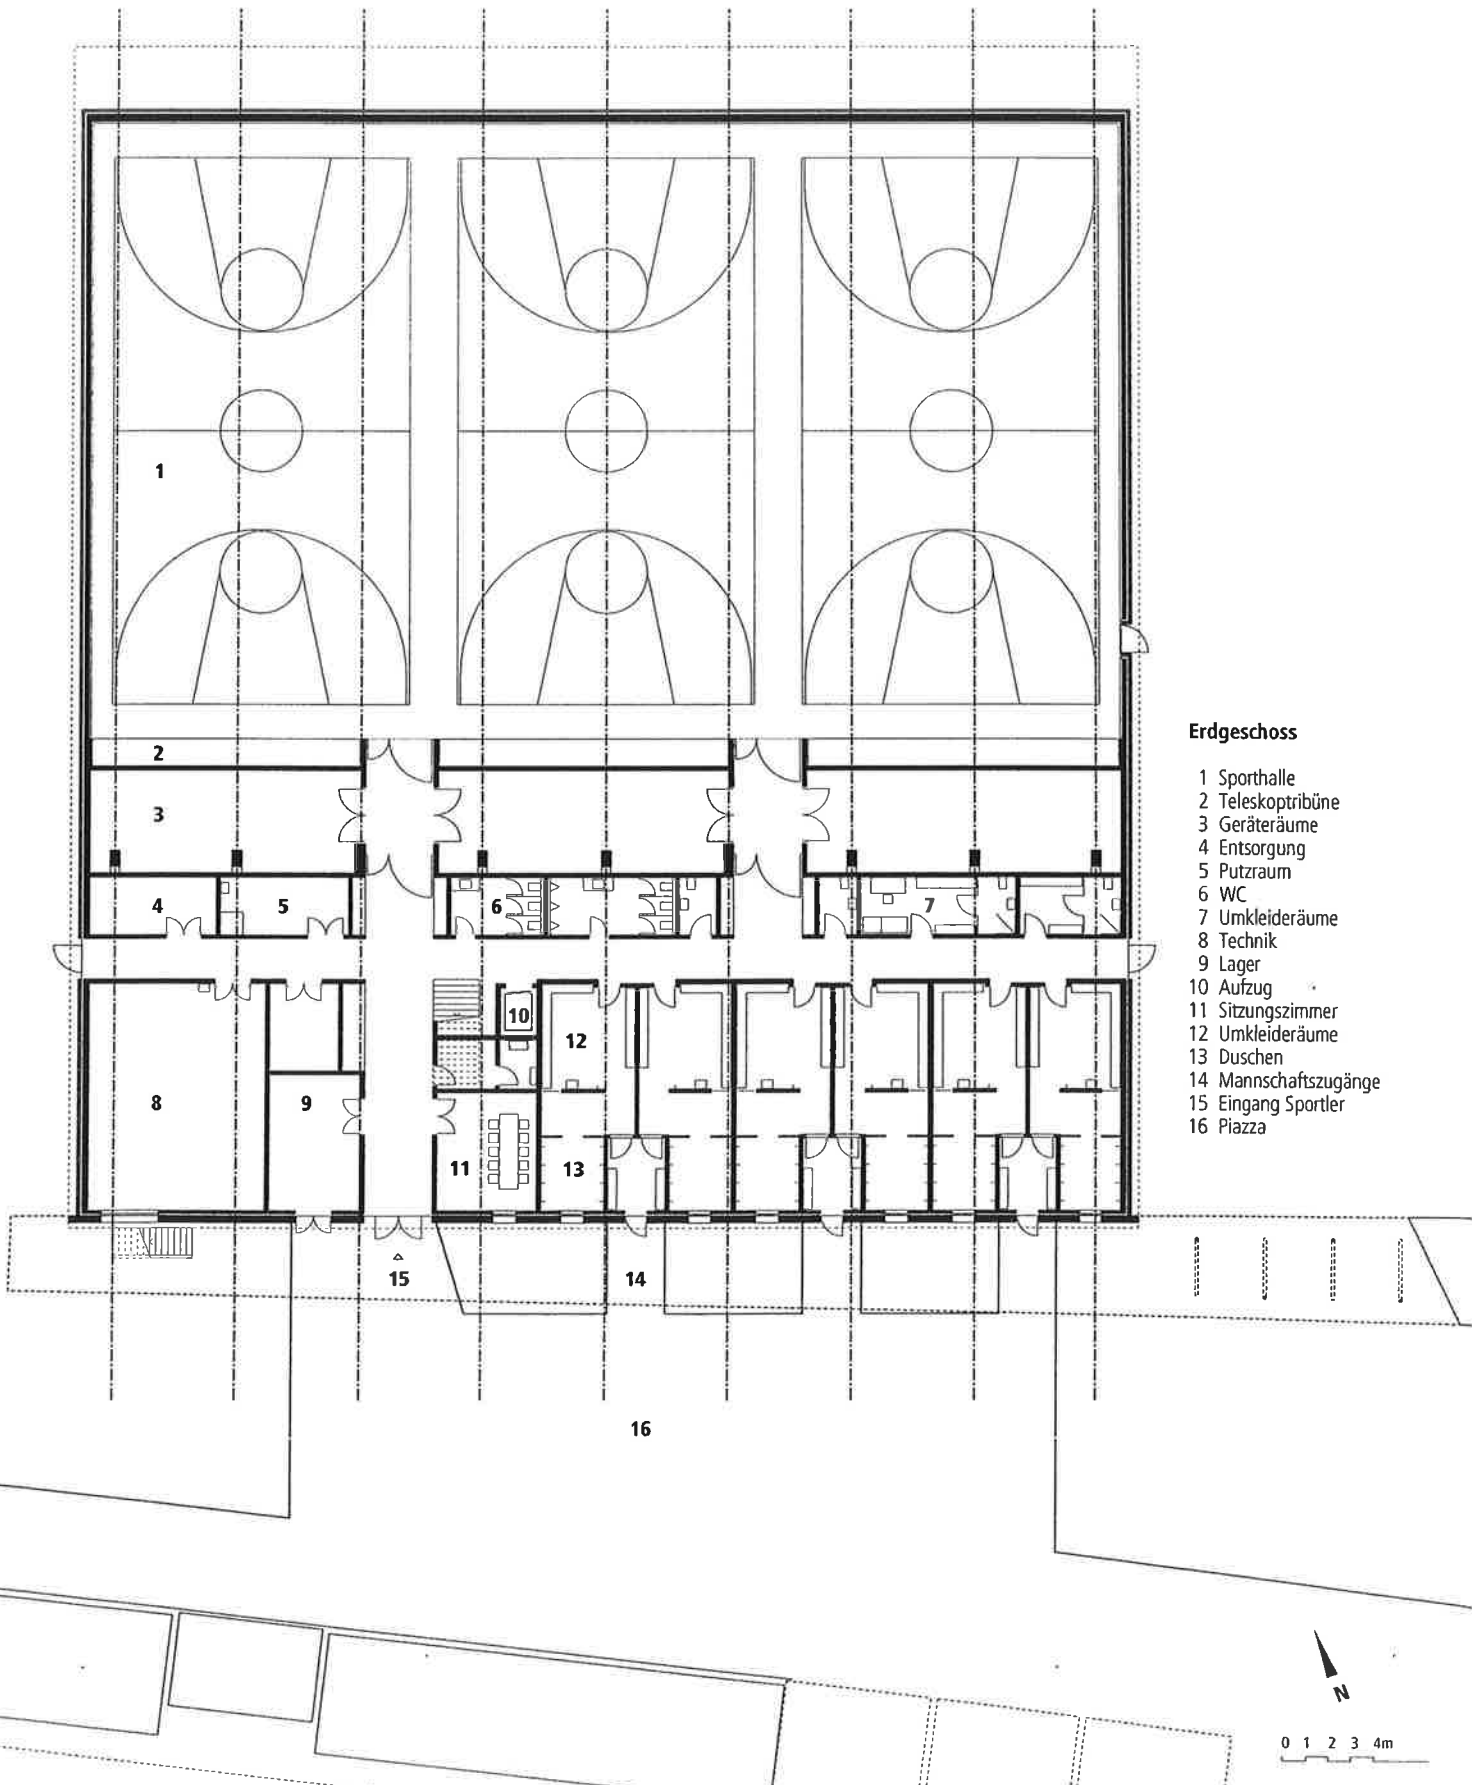 1
2
3
4
5
6
7
8
9
10
11
12
13
14
15
16
Erdgeschoss
1 Sporthalle
2 Teleskoptribüne
3 Geräteräume
4 Entsorgung
5 Putzraum
6 WC
7 Umkleideräume
8 Technik
9 Lager
10 Aufzug
11 Sitzungszimmer
12 Umkleideräume
13 Duschen
14 Mannschaftszugänge
15 Eingang Sportler
16 Piazza
N
0 1 2 3 4m